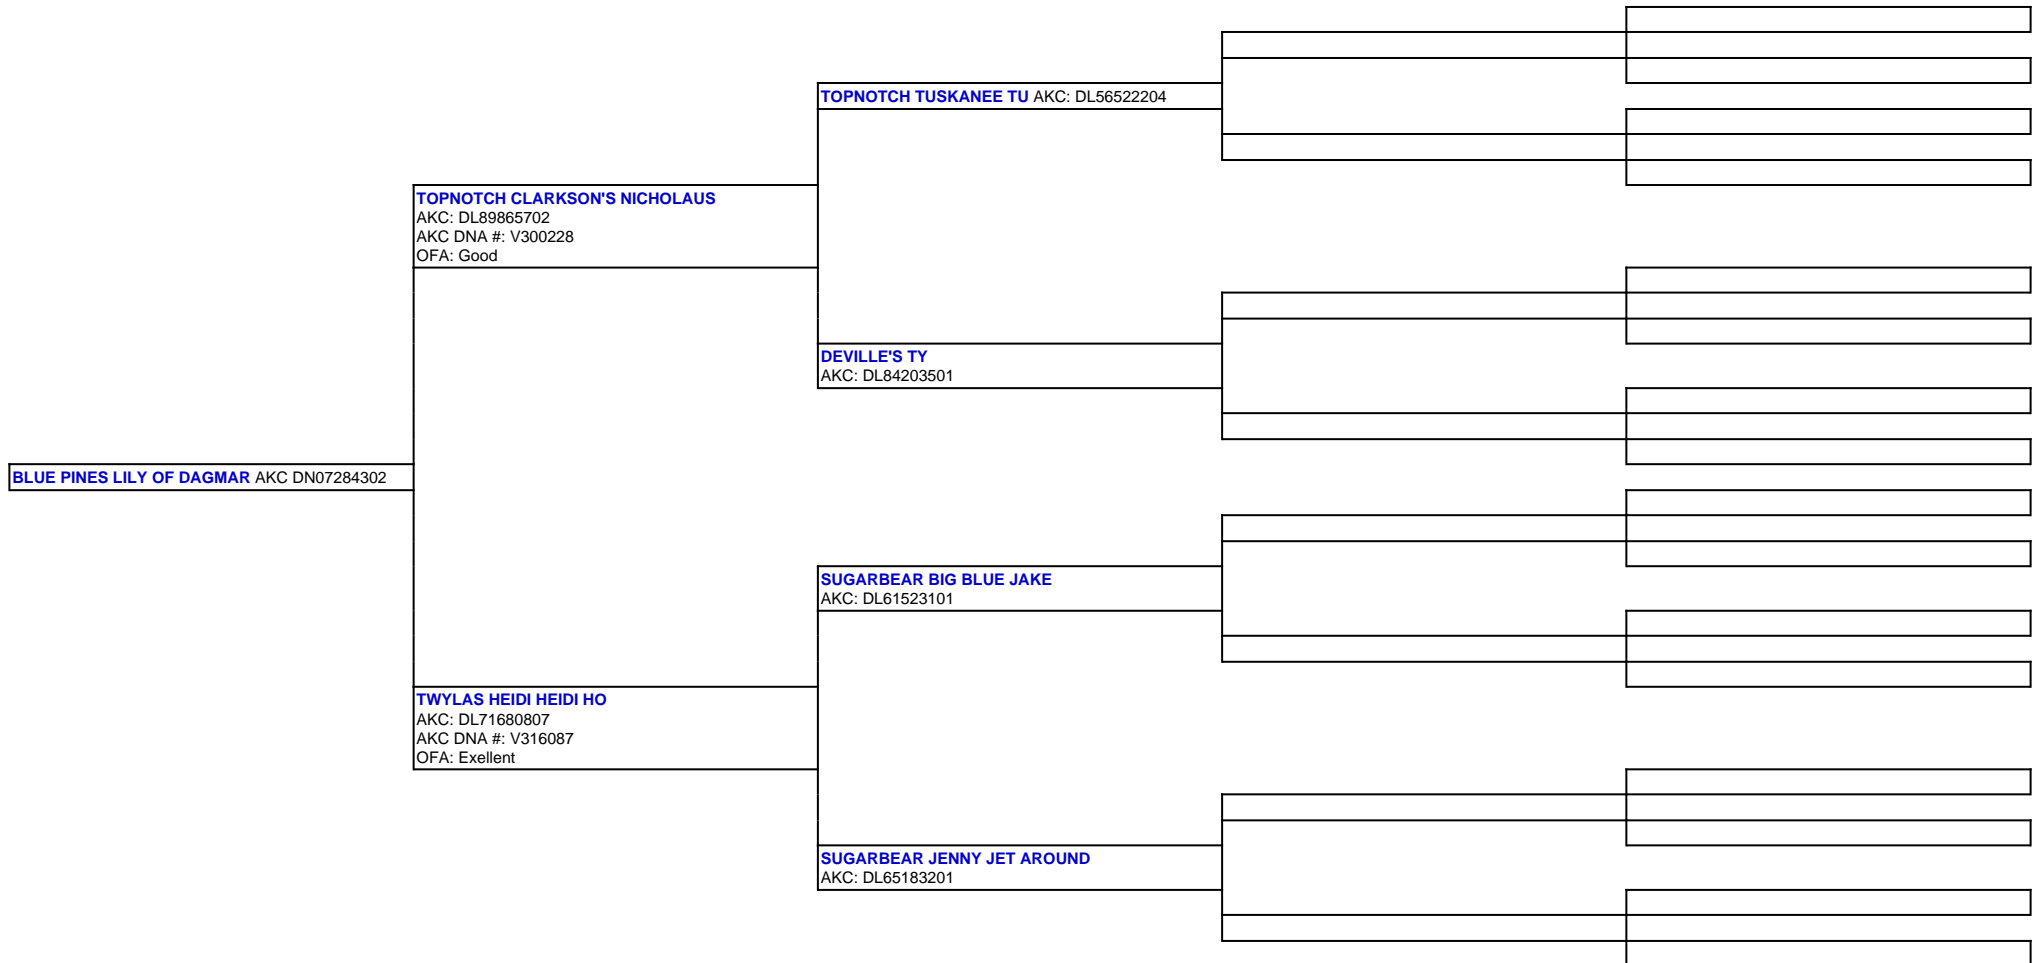 TOPNOTCH TUSKANEE TU AKC: DL56522204
TOPNOTCH CLARKSON'S NICHOLAUS
AKC: DL89865702
AKC DNA #: V300228
OFA: Good
DEVILLE'S TY
AKC: DL84203501
BLUE PINES LILY OF DAGMAR AKC DN07284302
SUGARBEAR BIG BLUE JAKE
AKC: DL61523101
TWYLAS HEIDI HEIDI HO
AKC: DL71680807
AKC DNA #: V316087
OFA: Exellent
SUGARBEAR JENNY JET AROUND
AKC: DL65183201